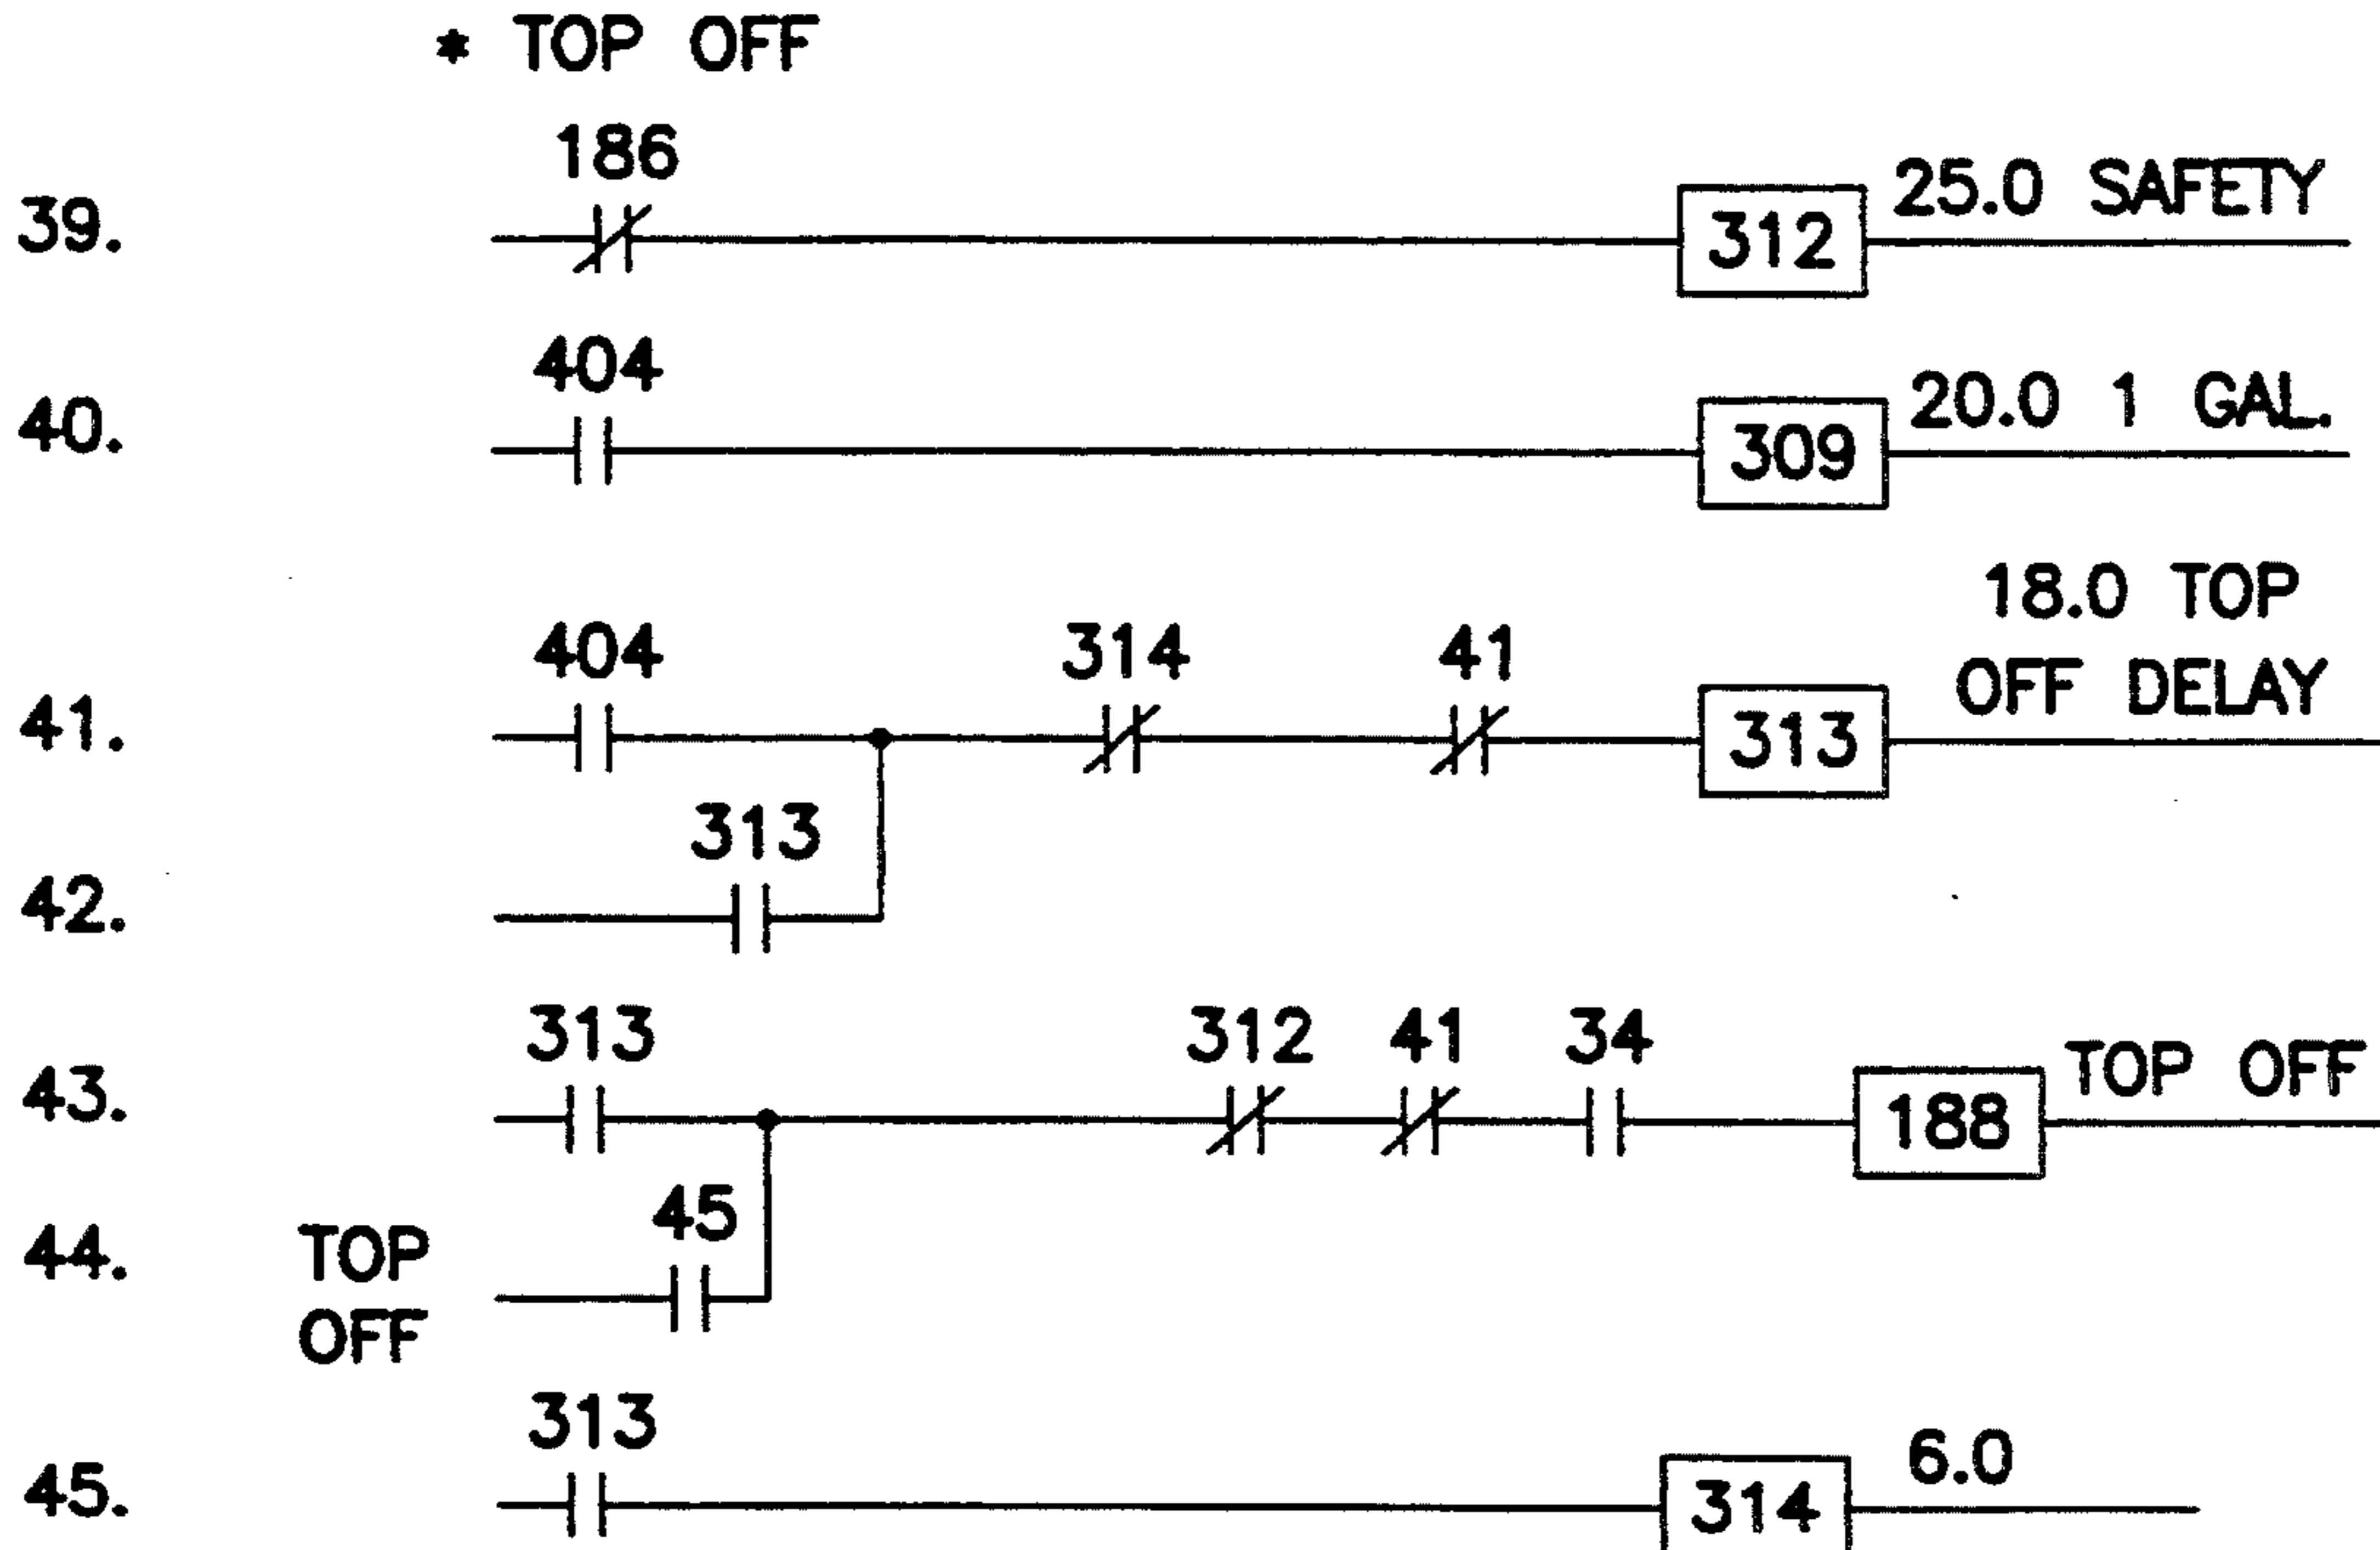 * TOP OFF
186
39. 312 25.0 SAFETY
404
40. 309 20.0 1 GAL.
18.0 TOP
404 314 41 OFF DELAY
41. 313
313
42.
313 312 41 34 TOP OFF
43. 188
45
44. TOP
OFF
313
45. 314 6.0